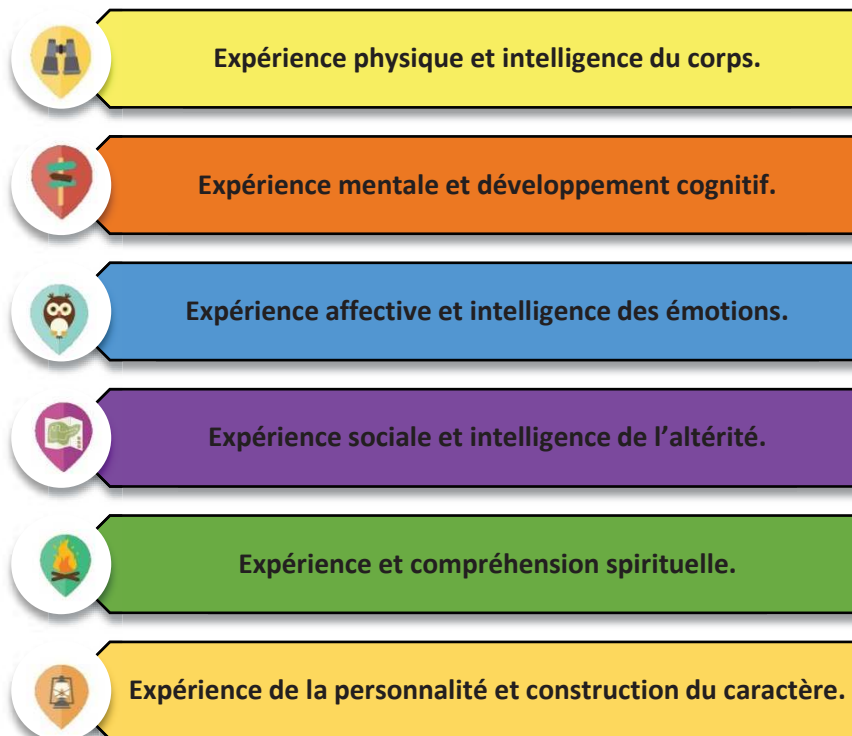 Expérience physique et intelligence du corps.
Expérience mentale et développement cognitif.
Expérience affective et intelligence des émotions.
Expérience sociale et intelligence de l’altérité.
Expérience et compréhension spirituelle.
Expérience de la personnalité et construction du caractère.